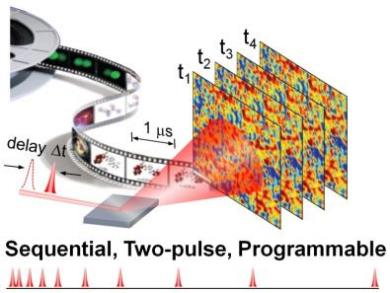 t₁
t₂
t₃
t₄
1 μs
delay Δt
Sequential, Two-pulse, Programmable